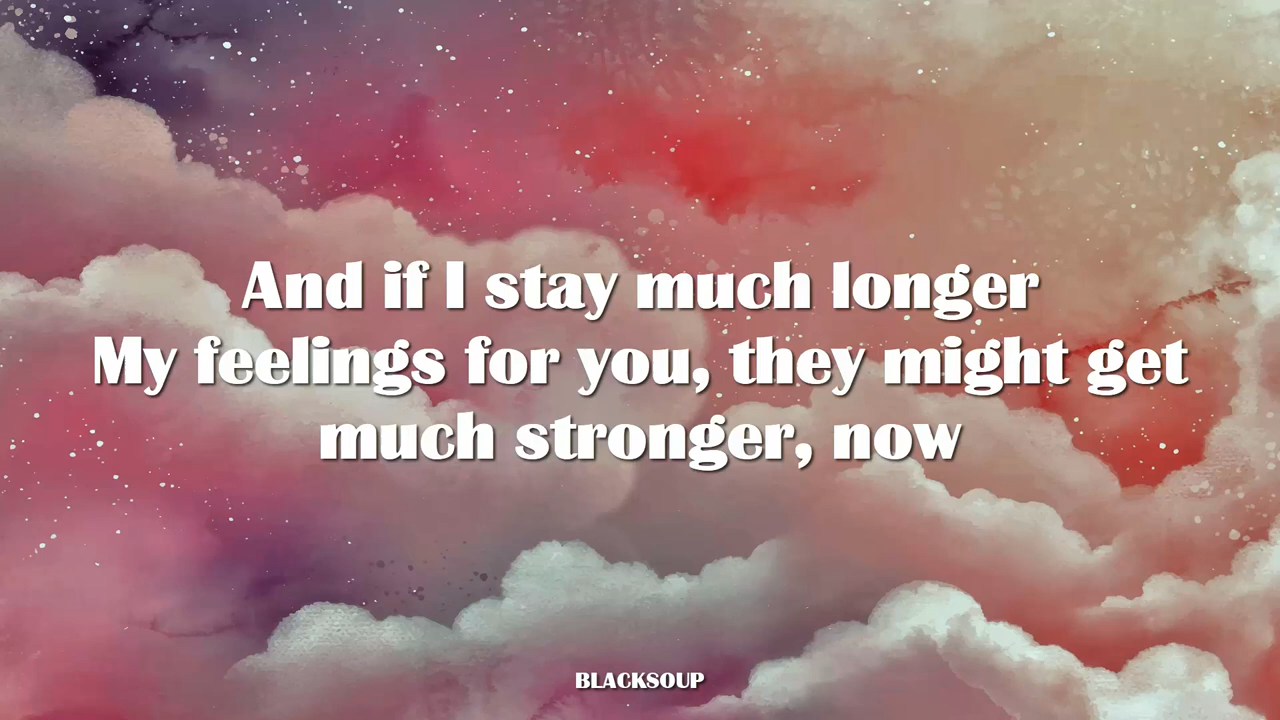 And if I stay much longer
My feelings for you, they might get
much stronger, now
BLACKSOUP